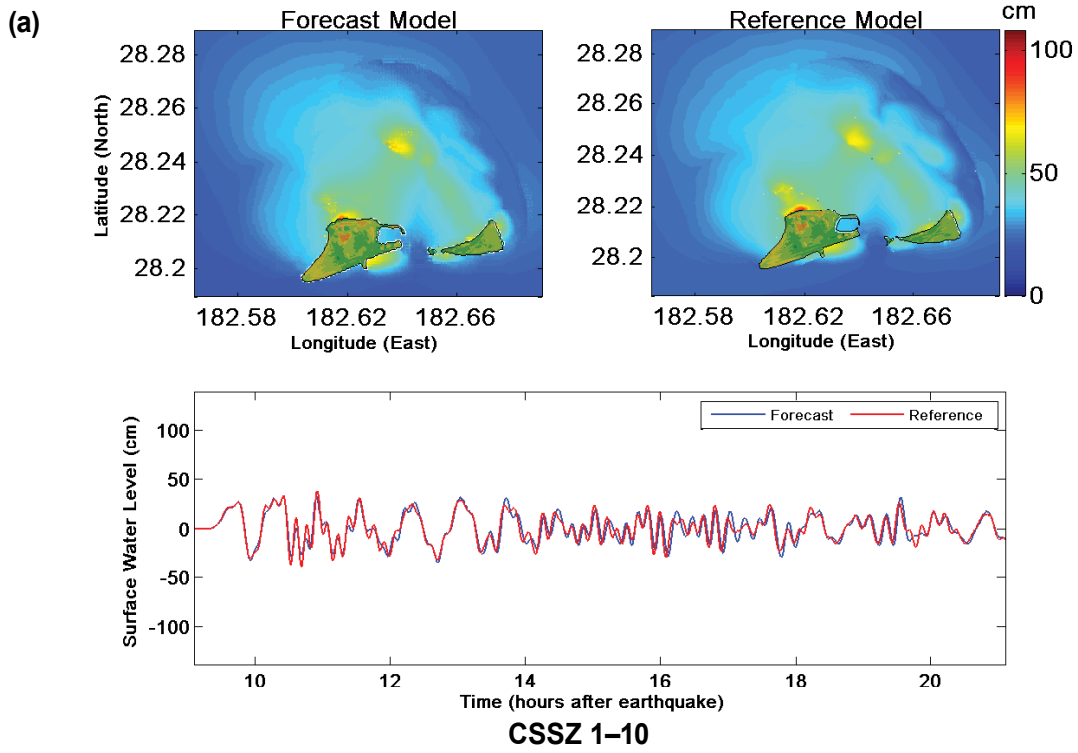 (a)
Forecast Model
Reference Model
cm
Latitude (North)
28.28
28.26
28.24
28.22
28.2
182.58
182.62
182.66
Longitude (East)
28.28
28.26
28.24
28.22
28.2
182.58
182.62
182.66
Longitude (East)
100
50
0
Surface Water Level (cm)
100
50
0
-50
-100
Forecast
Reference
10
12
14
16
18
20
Time (hours after earthquake)
CSSZ 1–10